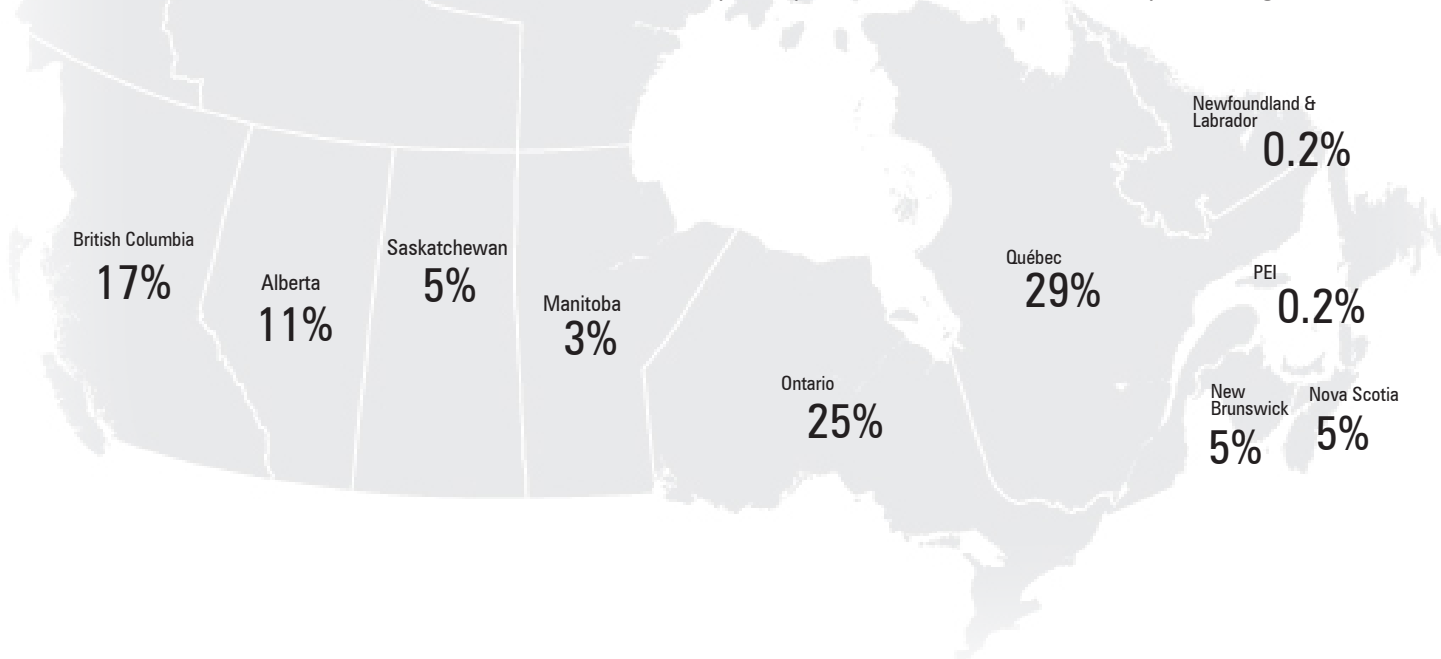 Newfoundland &
Labrador
0.2%
British Columbia
17%
Alberta
11%
Saskatchewan
5%
Manitoba
3%
Ontario
25%
Québec
29%
PEI
0.2%
New
Brunswick
5%
Nova Scotia
5%